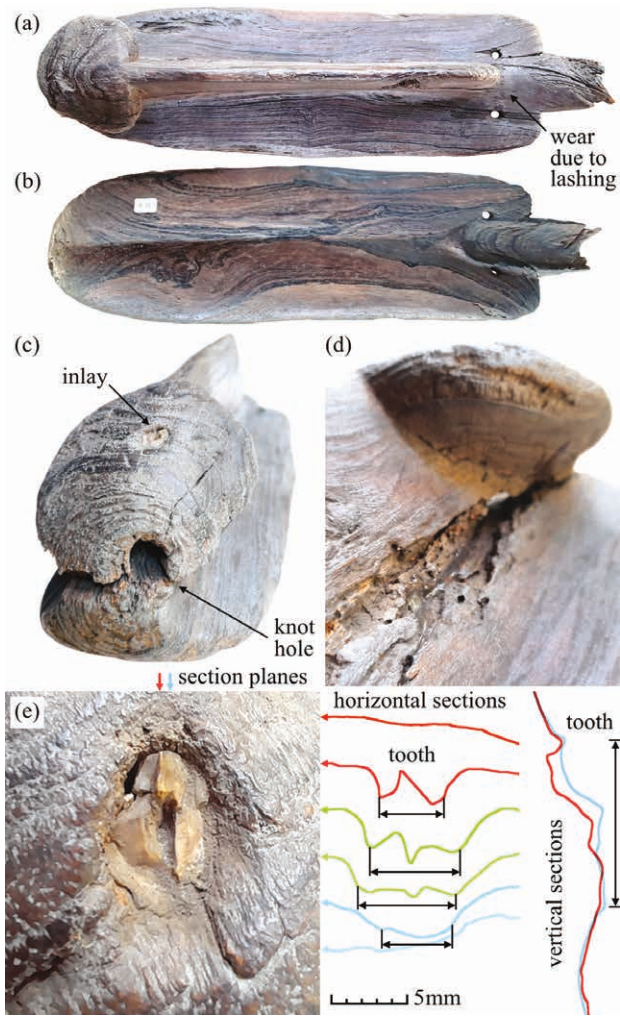 (a)
wear
due to
lashing
(b)
(c)
inlay
knot
hole
(d)
section planes
(e)
horizontal sections
tooth
tooth
vertical sections
5mm